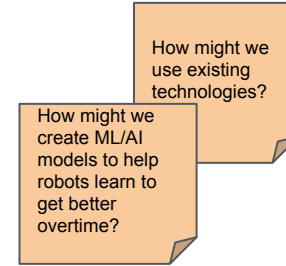 How might we
use existing
technologies?
How might we
create ML/AI
models to help
robots learn to
get better
overtime?